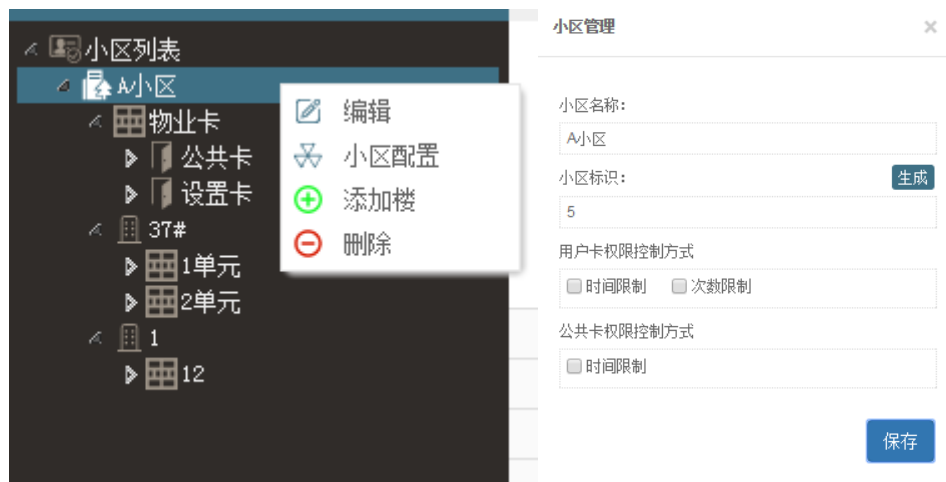 小区列表
A小区
物业卡
公共卡
设置卡
37#
1单元
2单元
1
12
编辑
小区配置
添加楼
删除
小区管理 ×
小区名称：
A小区
小区标识： 生成
5
用户卡权限控制方式
时间限制 次数限制
公共卡权限控制方式
时间限制
保存